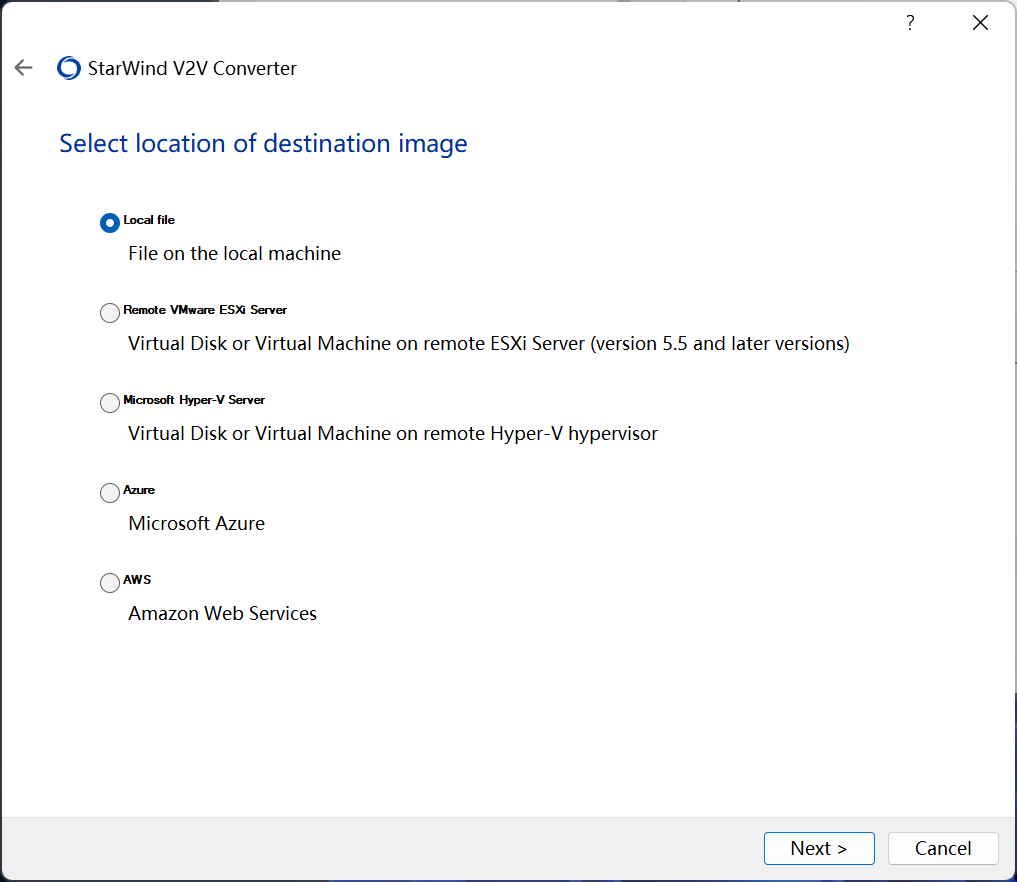 ?
StarWind V2V Converter
Select location of destination image
Local file
File on the local machine
Remote VMware ESXi Server
Virtual Disk or Virtual Machine on remote ESXi Server (version 5.5 and later versions)
Microsoft Hyper-V Server
Virtual Disk or Virtual Machine on remote Hyper-V hypervisor
Azure
Microsoft Azure
AWS
Amazon Web Services
Next > Cancel